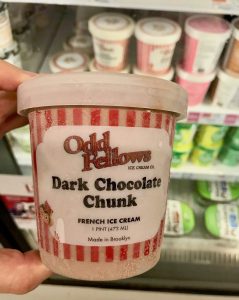 Odd
Fellows
ICE CREAM CO.
Dark Chocolate
Chunk
FRENCH ICE CREAM
1 PINT (473 ML)
Made in Brooklyn